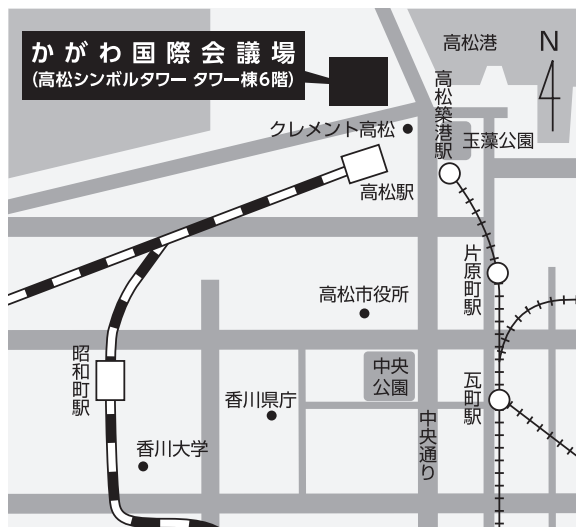 かがわ国際会議場
(高松シンボルタワー タワー棟6階)
高松港
N
高松築港駅
クレメント高松
玉藻公園
高松駅
片原町駅
高松市役所
昭和町駅
中央
公園
瓦町駅
香川県庁
中央通り
香川大学